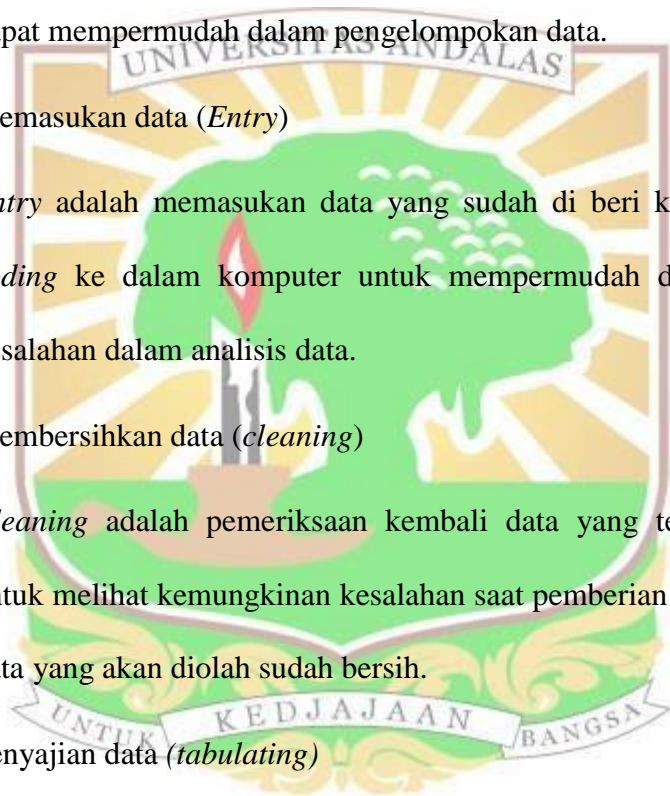 pat mempermudah dalam pengelompokan data.
UNIVERSITAS ANDALAS
emasukan data (Entry)
ntry adalah memasukan data yang sudah di beri k
ding ke dalam komputer untuk mempermudah d
salahan dalam analisis data.
embersihkan data (cleaning)
leaning adalah pemeriksaan kembali data yang te
tuk melihat kemungkinan kesalahan saat pemberian
ta yang akan diolah sudah bersih.
UNTUK KEDJAJAAN BANGSA
enyajian data (tabulating)